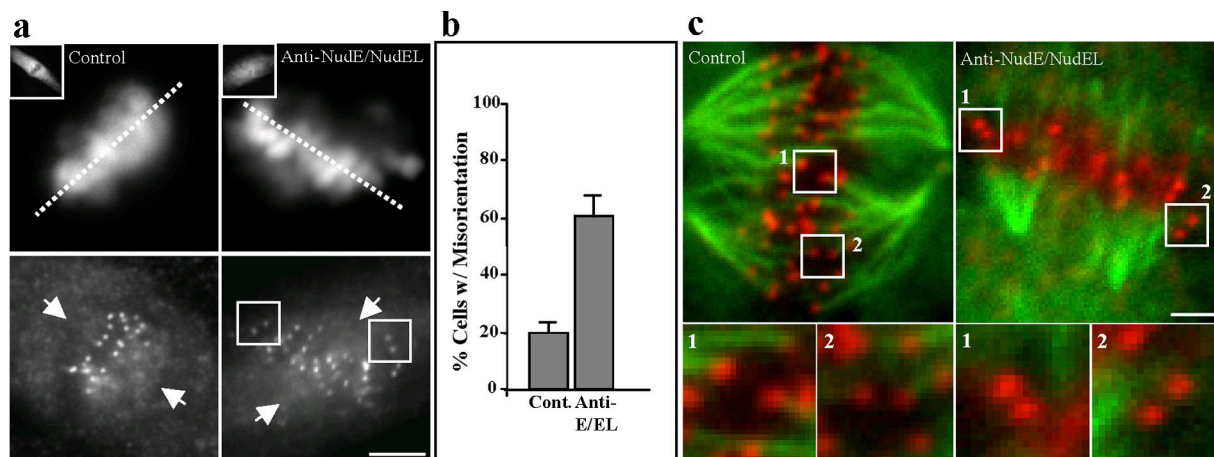 a
Control
Anti-NudE/NudEL
b
% Cells w/ Misorientation
100
80
60
40
20
0
Cont. Anti-
E/EL
c
Control
1
2
Anti-NudE/NudEL
1
2
1
2
1
2